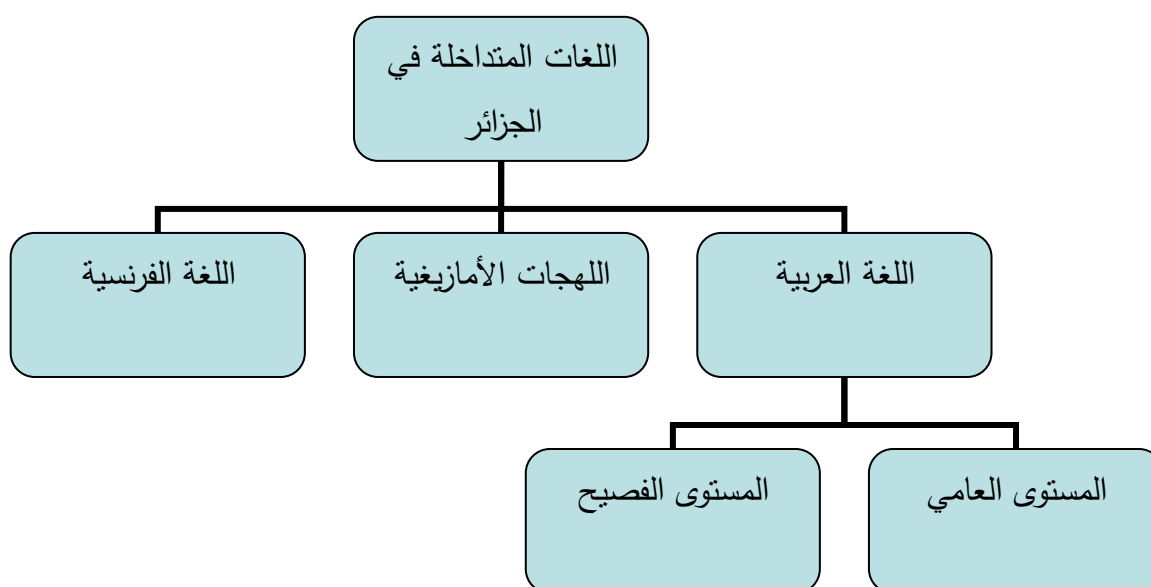 اللغات المتداخلة في
الجزائر
اللغة العربية
اللهجات الأمازيغية
اللغة الفرنسية
المستوى العامي
المستوى الفصيح